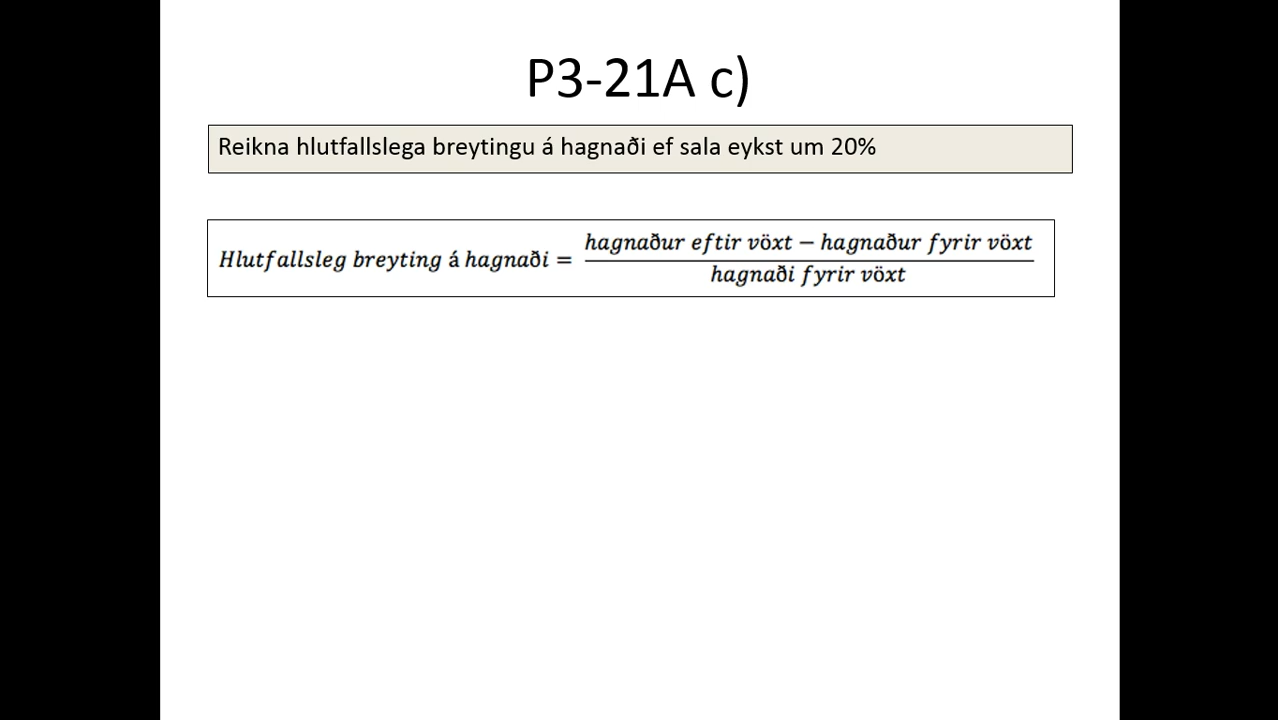 P3-21A c)
Reikna hlutfallslega breytingu á hagnaði ef sala eykst um 20%
Hlutfallsleg breyting á hagnaði = hagnaður eftir vöxt − hagnaður fyrir vöxt
hagnaði fyrir vöxt